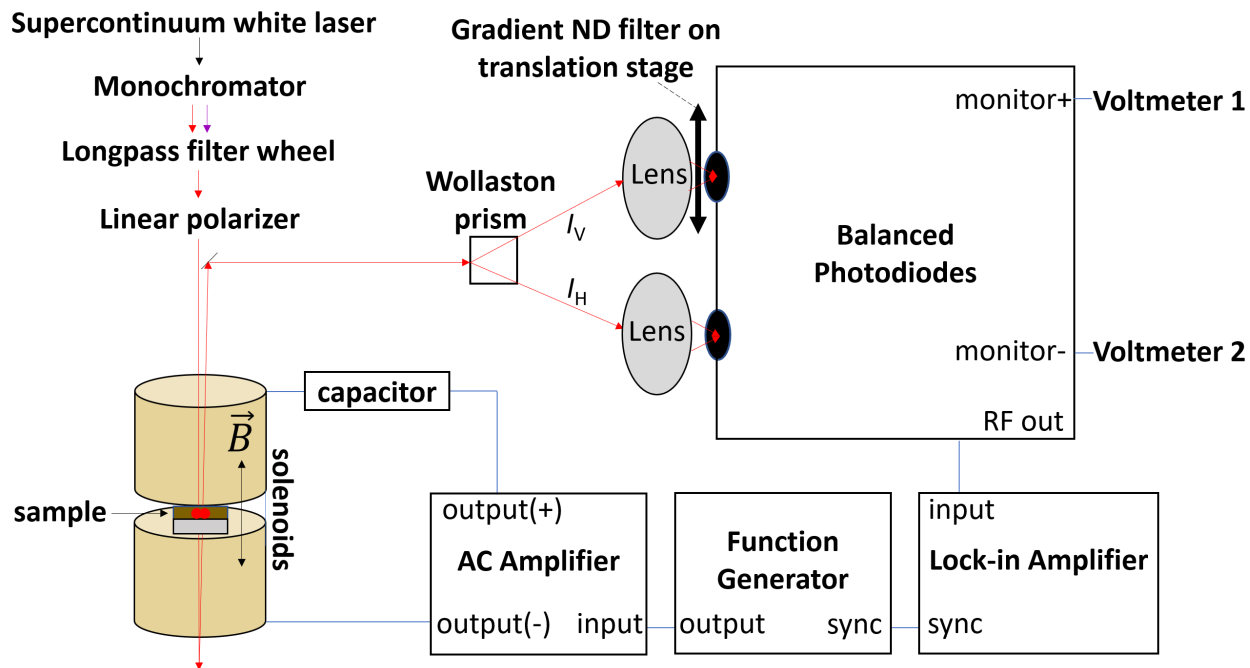 Supercontinuum white laser
Monochromator
Longpass filter wheel
Linear polarizer
Gradient ND filter on
translation stage
Wollaston
prism
I_V
I_H
Lens
Lens
monitor+
Voltmeter 1
Balanced
Photodiodes
monitor-
Voltmeter 2
RF out
capacitor
B⃗
solenoids
sample
output(+)
AC Amplifier
output(-)
input
Function
Generator
output
sync
input
Lock-in Amplifier
sync